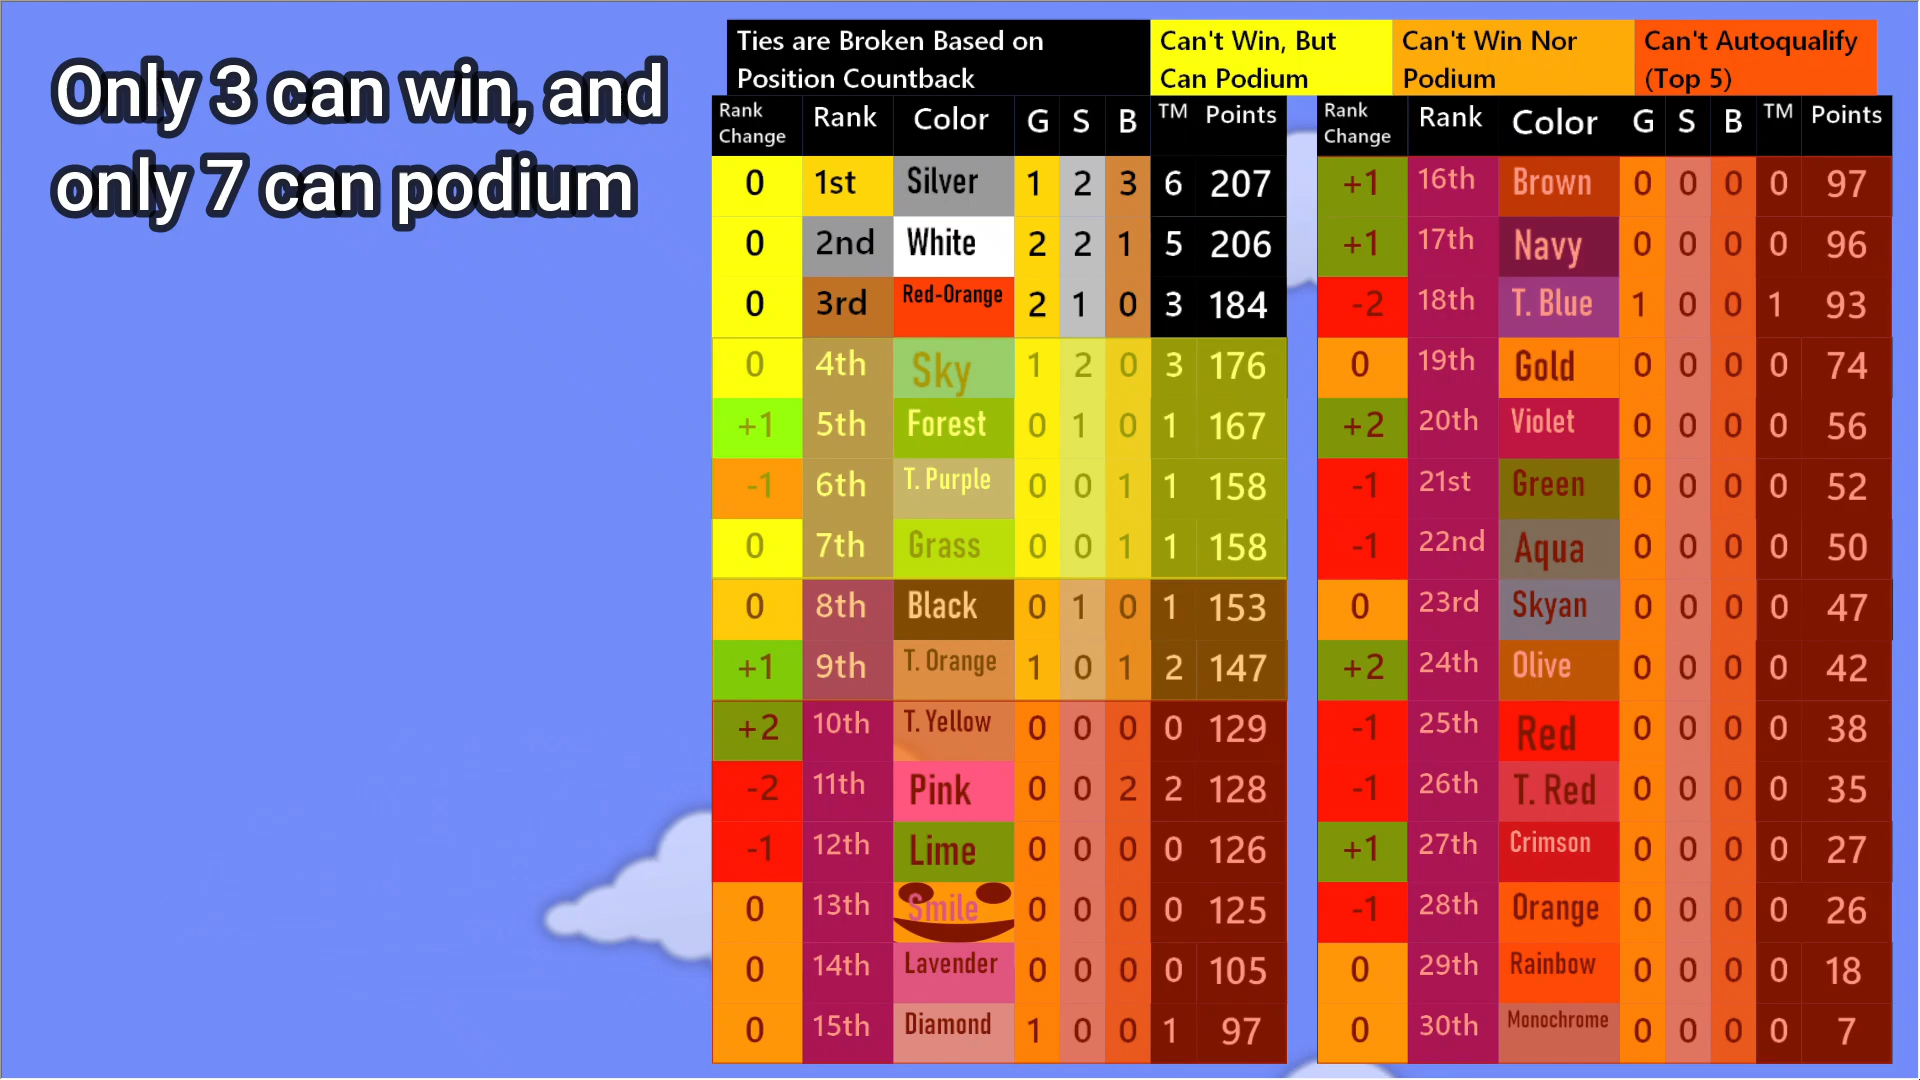 Only 3 can win, and
only 7 can podium
Ties are Broken Based on
Position Countback
Can't Win, But
Can Podium
Can't Win Nor
Podium
Can't Autoqualify
(Top 5)
Rank Change Rank Color G S B TM Points
0 1st Silver 1 2 3 6 207
0 2nd White 2 2 1 5 206
0 3rd Red-Orange 2 1 0 3 184
0 4th Sky 1 2 0 3 176
+1 5th Forest 0 1 0 1 167
-1 6th T. Purple 0 0 1 1 158
0 7th Grass 0 0 1 1 158
0 8th Black 0 1 0 1 153
+1 9th T. Orange 1 0 1 2 147
+2 10th T. Yellow 0 0 0 0 129
-2 11th Pink 0 0 2 2 128
-1 12th Lime 0 0 0 0 126
0 13th Smile 0 0 0 0 125
0 14th Lavender 0 0 0 0 105
0 15th Diamond 1 0 0 1 97
Rank Change Rank Color G S B TM Points
+1 16th Brown 0 0 0 0 97
+1 17th Navy 0 0 0 0 96
-2 18th T. Blue 1 0 0 1 93
0 19th Gold 0 0 0 0 74
+2 20th Violet 0 0 0 0 56
-1 21st Green 0 0 0 0 52
-1 22nd Aqua 0 0 0 0 50
0 23rd Skyan 0 0 0 0 47
+2 24th Olive 0 0 0 0 42
-1 25th Red 0 0 0 0 38
-1 26th T. Red 0 0 0 0 35
+1 27th Crimson 0 0 0 0 27
-1 28th Orange 0 0 0 0 26
0 29th Rainbow 0 0 0 0 18
0 30th Monochrome 0 0 0 0 7